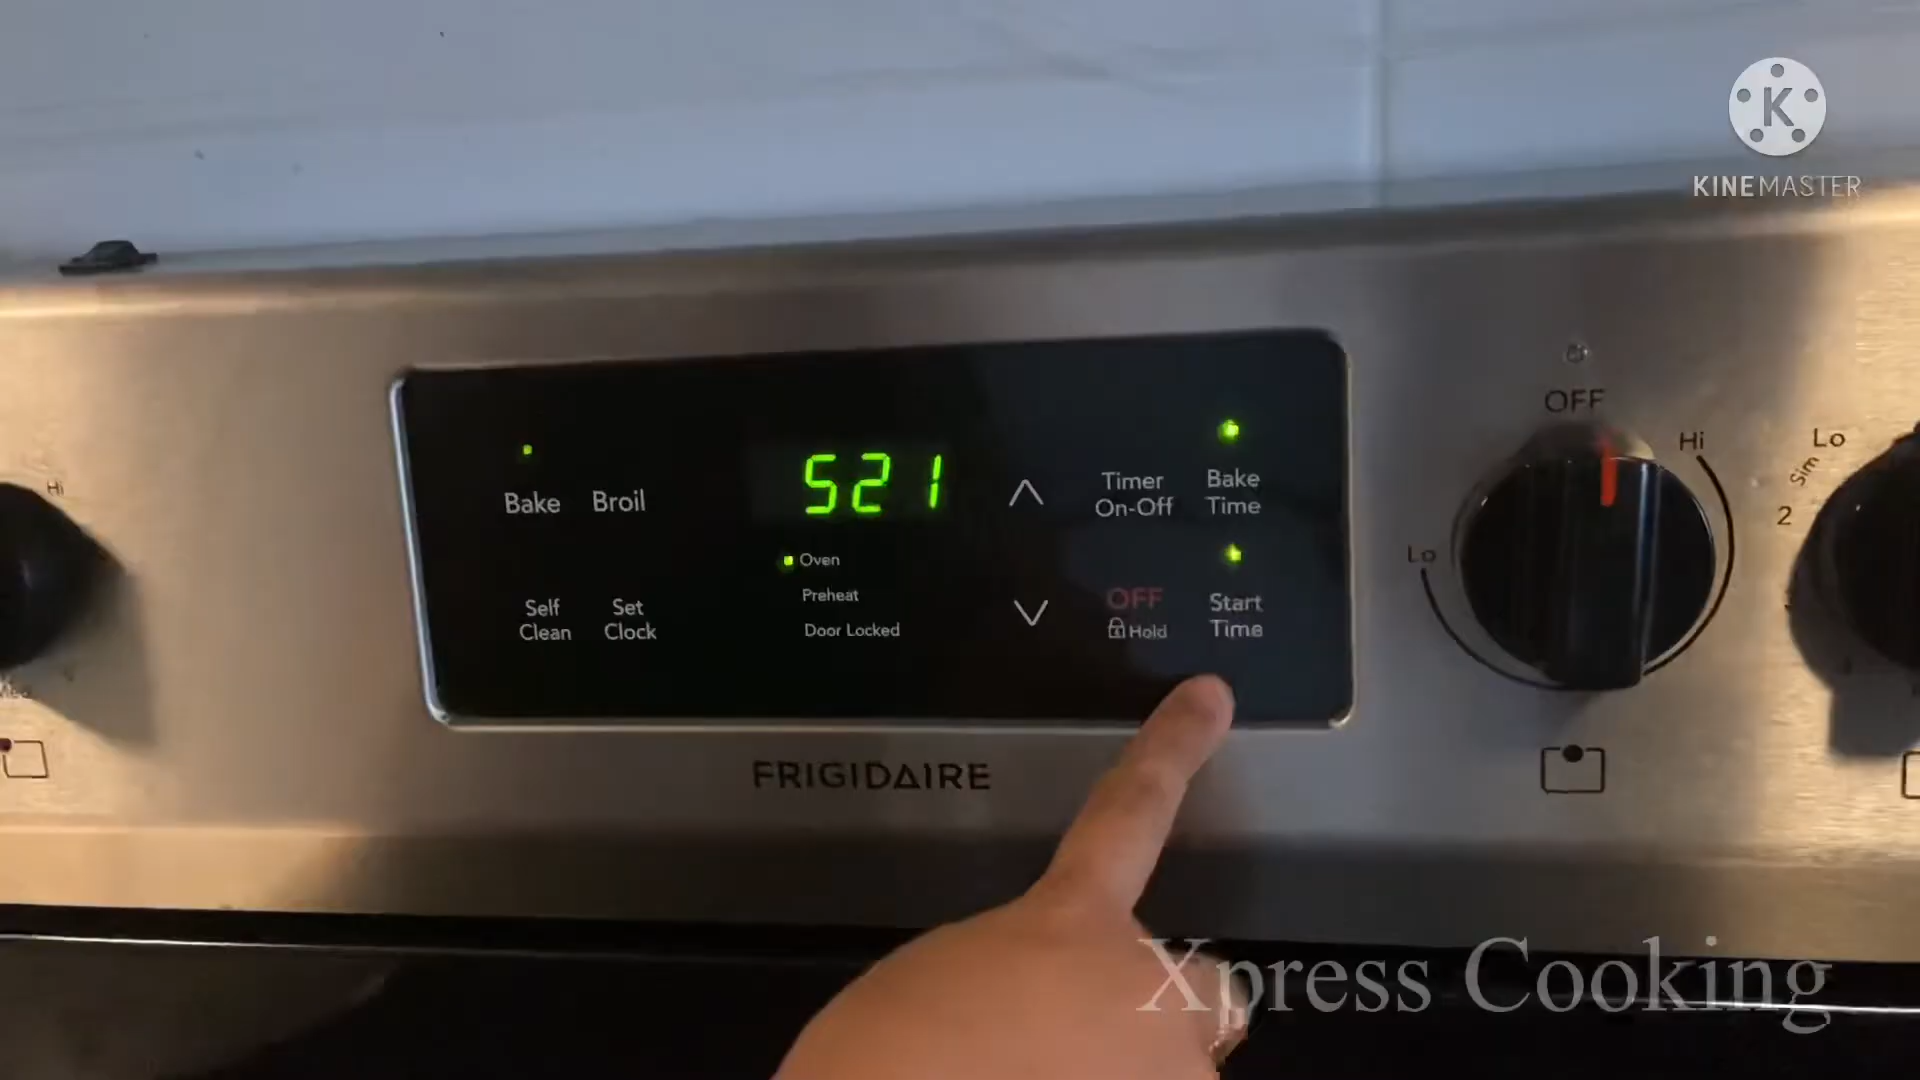 K
KINEMASTER
OFF
Hi
Lo
Sim
2
Lo
Hi
Bake
Broil
521
Timer
On-Off
Bake
Time
Oven
Preheat
Door Locked
Self
Clean
Set
Clock
OFF
Hold
Start
Time
FRIGIDAIRE
Xpress Cooking